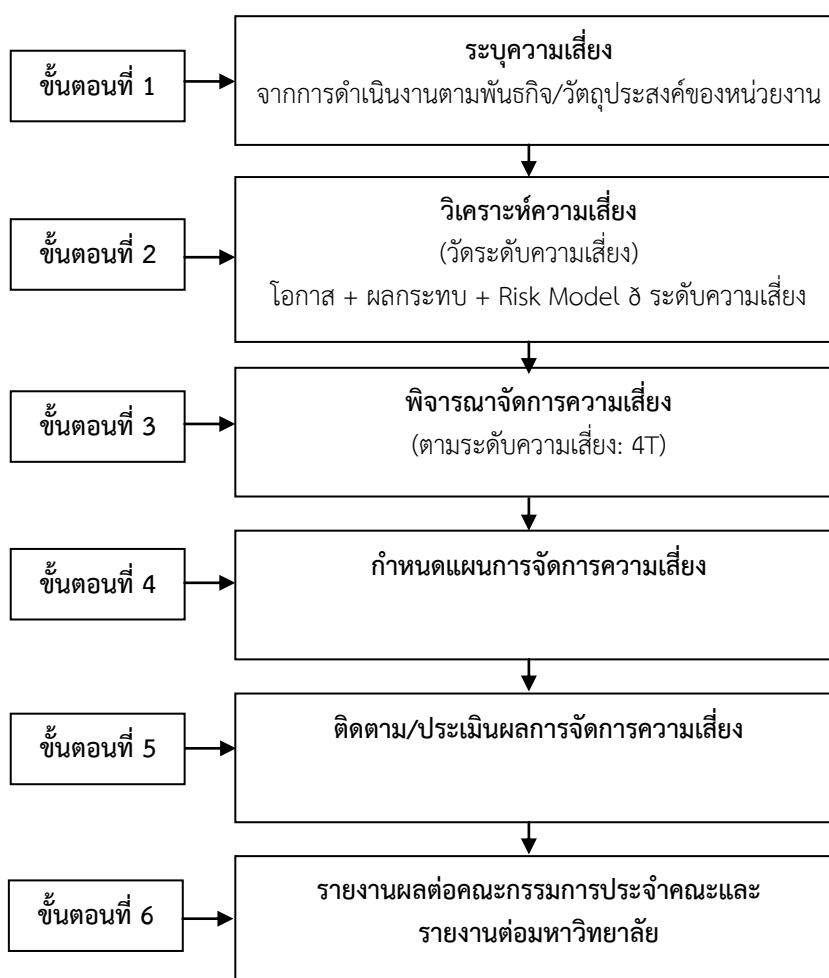 ขั้นตอนที่ 1
ระบุความเสี่ยง
จากการดำเนินงานตามพันธกิจ/วัตถุประสงค์ของหน่วยงาน
ขั้นตอนที่ 2
วิเคราะห์ความเสี่ยง
(วัดระดับความเสี่ยง)
โอกาส + ผลกระทบ + Risk Model ð ระดับความเสี่ยง
ขั้นตอนที่ 3
พิจารณาจัดการความเสี่ยง
(ตามระดับความเสี่ยง: 4T)
ขั้นตอนที่ 4
กำหนดแผนการจัดการความเสี่ยง
ขั้นตอนที่ 5
ติดตาม/ประเมินผลการจัดการความเสี่ยง
ขั้นตอนที่ 6
รายงานผลต่อคณะกรรมการประจำคณะและ
รายงานต่อมหาวิทยาลัย